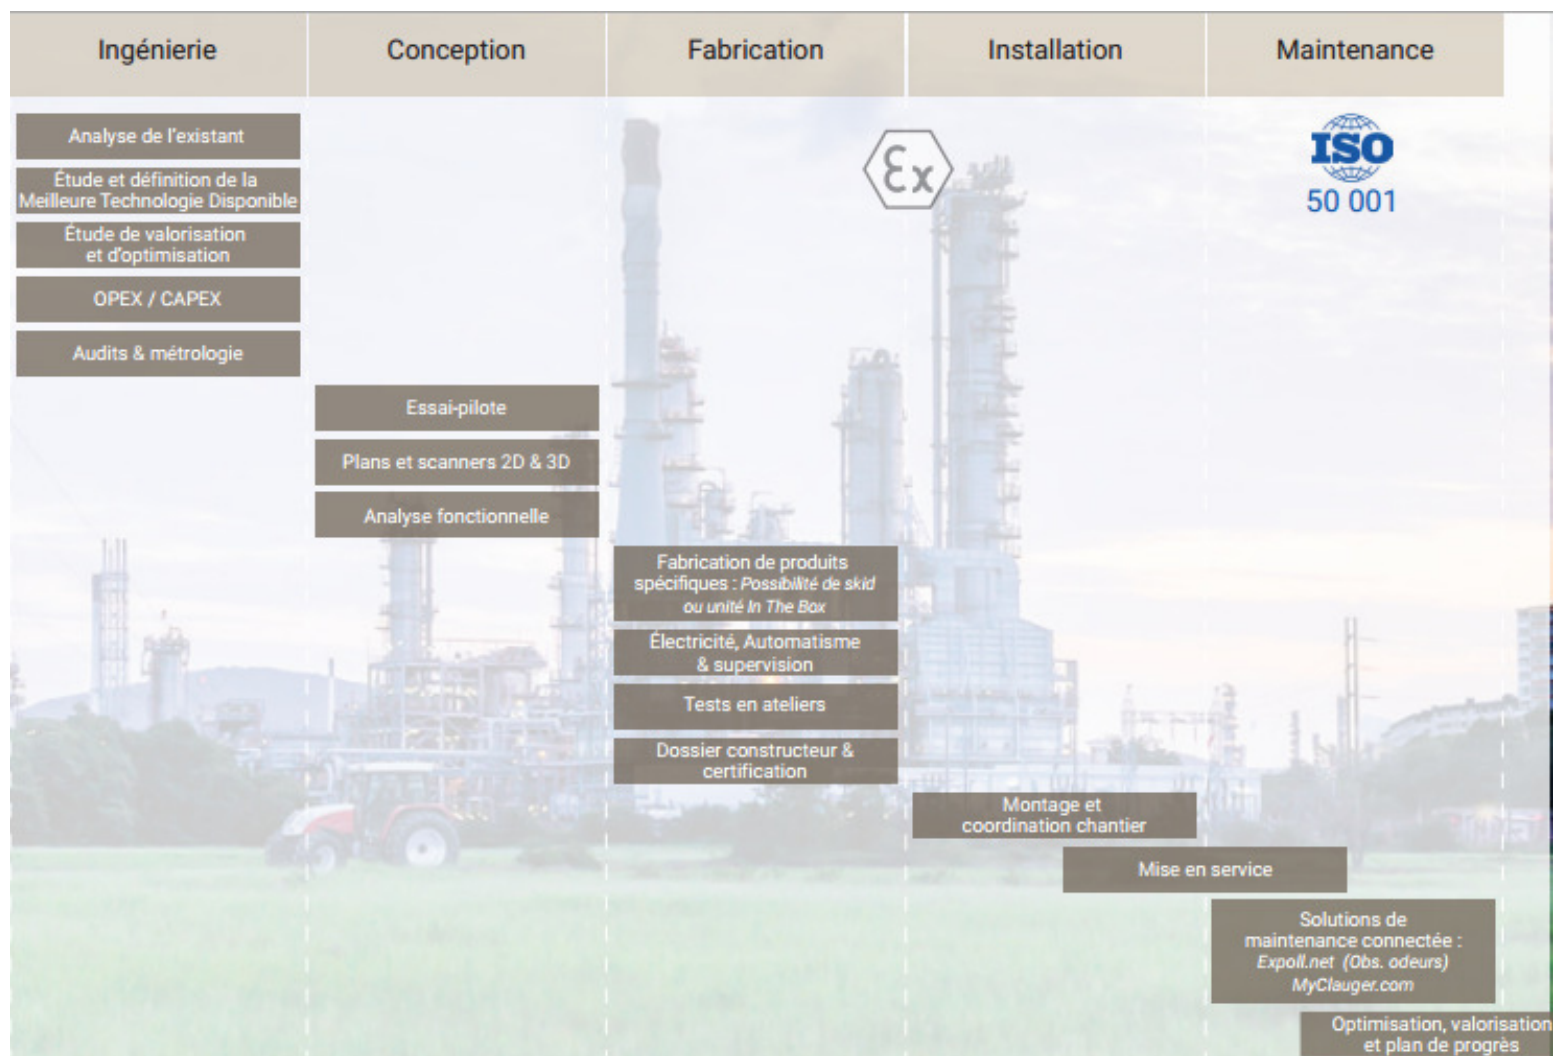 Ingénierie
Conception
Fabrication
Installation
Maintenance
Analyse de l'existant
Étude et définition de la
Meilleure Technologie Disponible
Étude de valorisation
et d'optimisation
OPEX / CAPEX
Audits & métrologie
Essai-pilote
Plans et scanners 2D & 3D
Analyse fonctionnelle
Fabrication de produits
spécifiques : Possibilité de skid
ou unité In The Box
Électricité, Automatisme
& supervision
Tests en ateliers
Dossier constructeur &
certification
Ex
Montage et
coordination chantier
Mise en service
ISO
50 001
Solutions de
maintenance connectée :
Expoll.net (Obs. odeurs)
MyClauger.com
Optimisation, valorisation
et plan de progrès